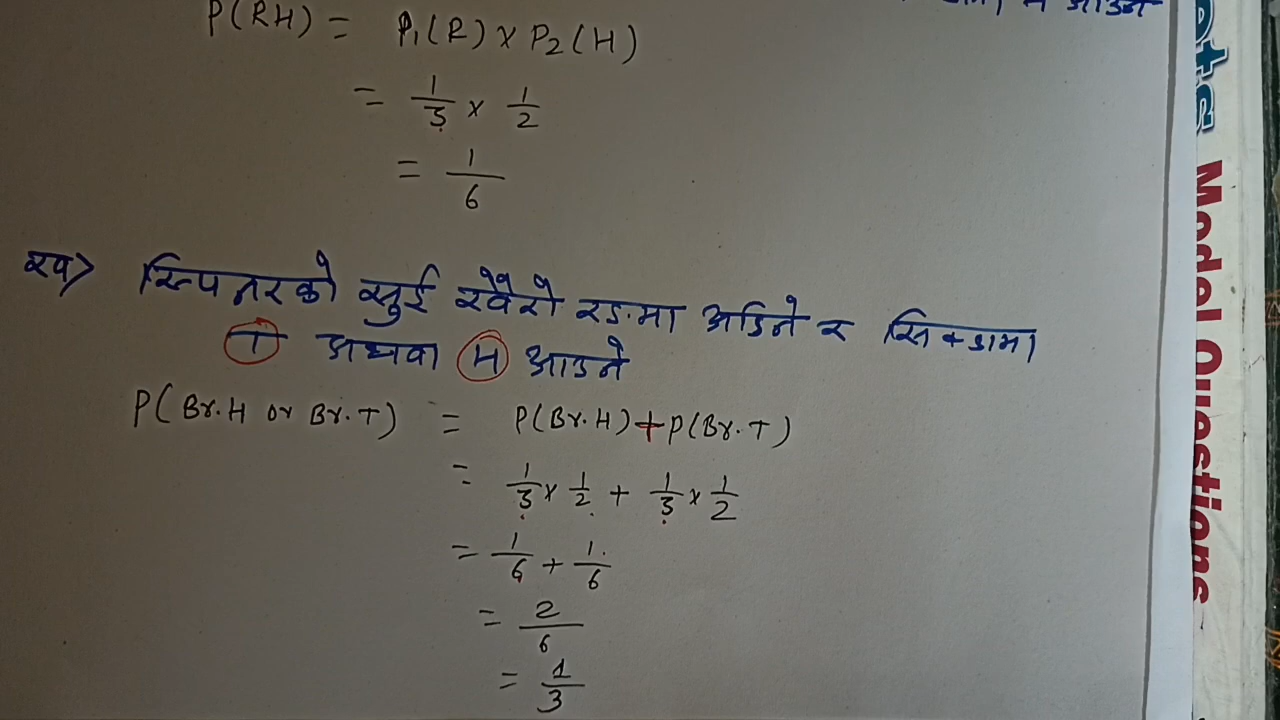 P(RH) = P₁(R) x P₂(H)
= 1/3 x 1/2
= 1/6
ख> स्पिनरको सुई खैरो रङमा अडिने र सिक्कामा
T अथवा H आउने
P(Br.H or Br.T) = P(Br.H)+P(Br.T)
= 1/3 x 1/2 + 1/3 x 1/2
= 1/6 + 1/6
= 2/6
= 1/3
ots Model Questions